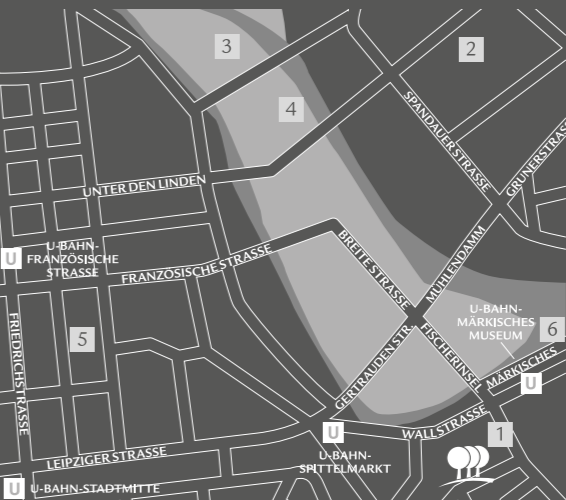 3
2
4
SPANDAUER STRASSE
GRUNERSTRASSE
UNTER DEN LINDEN
U
U-BAHN-
FRANZÖSISCHE
STRASSE
FRANZÖSISCHE STRASSE
BREITE STRASSE
MÜHLENDAMM
U-BAHN-
MÄRKISCHES
MUSEUM
6
5
FRIEDRICHSTRASSE
GERTRAUDEN STR
FISCHERINSEL
MÄRKISCHES
U
WALLSTRASSE
1
U
U-BAHN-
SPITTELMARKT
LEIPZIGER STRASSE
U
U-BAHN-STADTMITTE